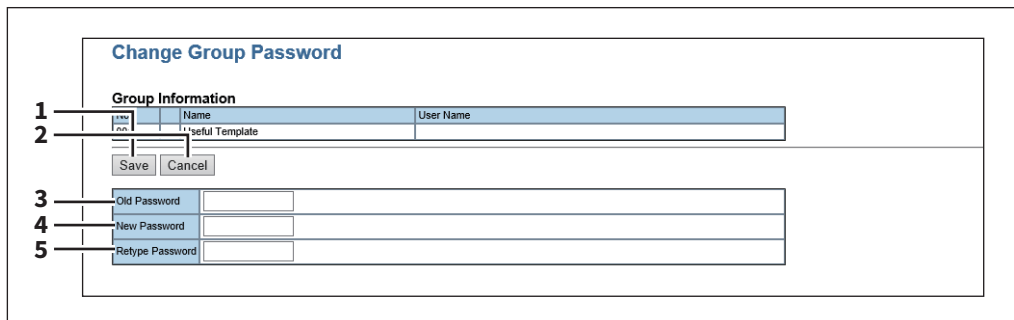 Change Group Password
Group Information
1
Name User Name
2
Useful Template
Save Cancel
3 Old Password
4 New Password
5 Retype Password